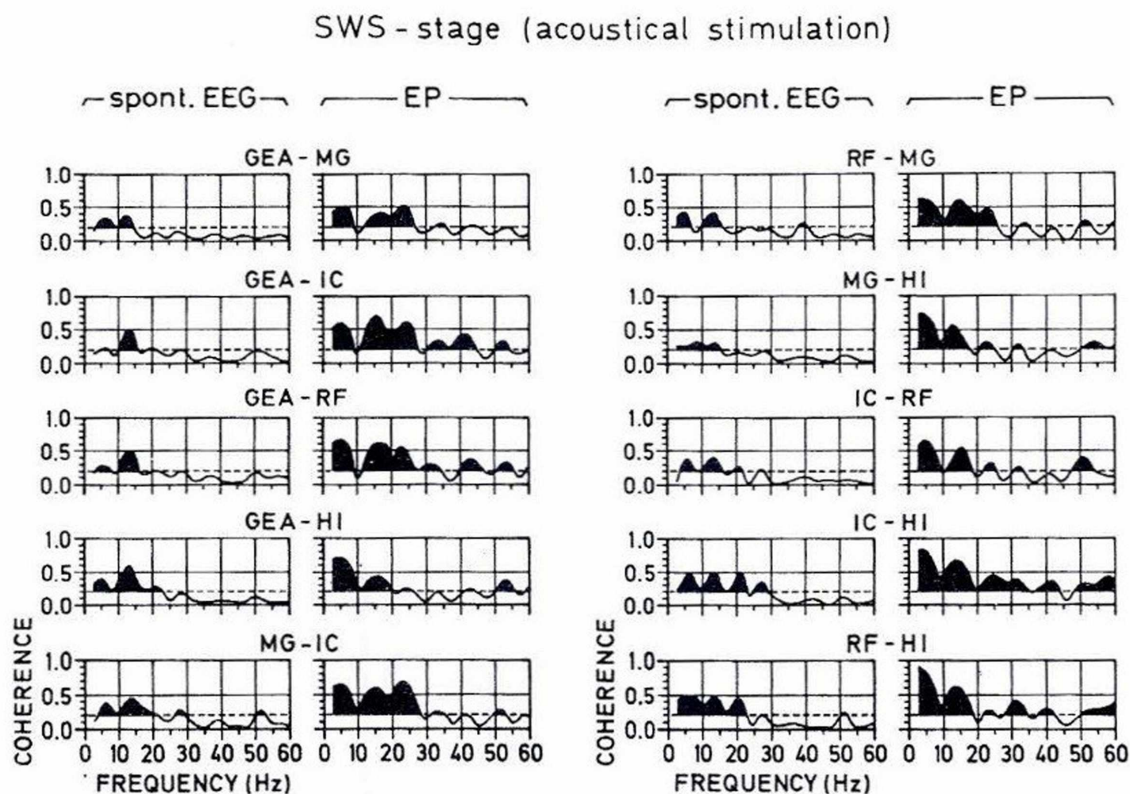 SWS - stage (acoustical stimulation)
spont. EEG EP spont. EEG EP
GEA - MG RF - MG
1.0 1.0
0.5 0.5
0.0 0.0
GEA - IC MG - HI
1.0 1.0
0.5 0.5
0.0 0.0
GEA - RF IC - RF
1.0 1.0
0.5 0.5
0.0 0.0
GEA - HI IC - HI
1.0 1.0
0.5 0.5
0.0 0.0
MG - IC RF - HI
1.0 1.0
0.5 0.5
0.0 0.0
COHERENCE COHERENCE
0 10 20 30 40 50 60 0 10 20 30 40 50 60 0 10 20 30 40 50 60 0 10 20 30 40 50 60
FREQUENCY (Hz) FREQUENCY (Hz)